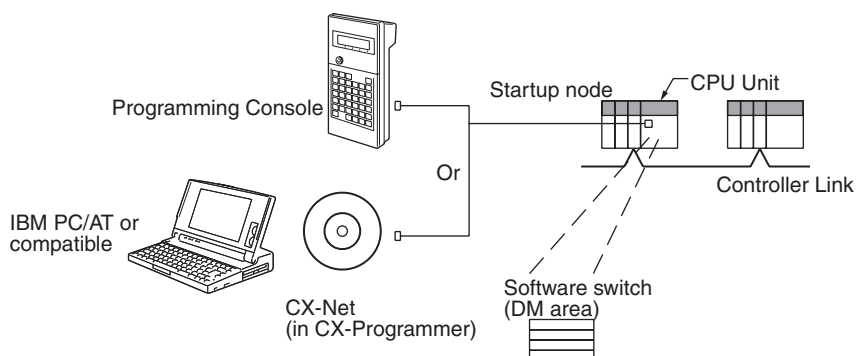 Programming Console
Startup node
CPU Unit
Or
Controller Link
IBM PC/AT or
compatible
CX-Net
(in CX-Programmer)
Software switch
(DM area)